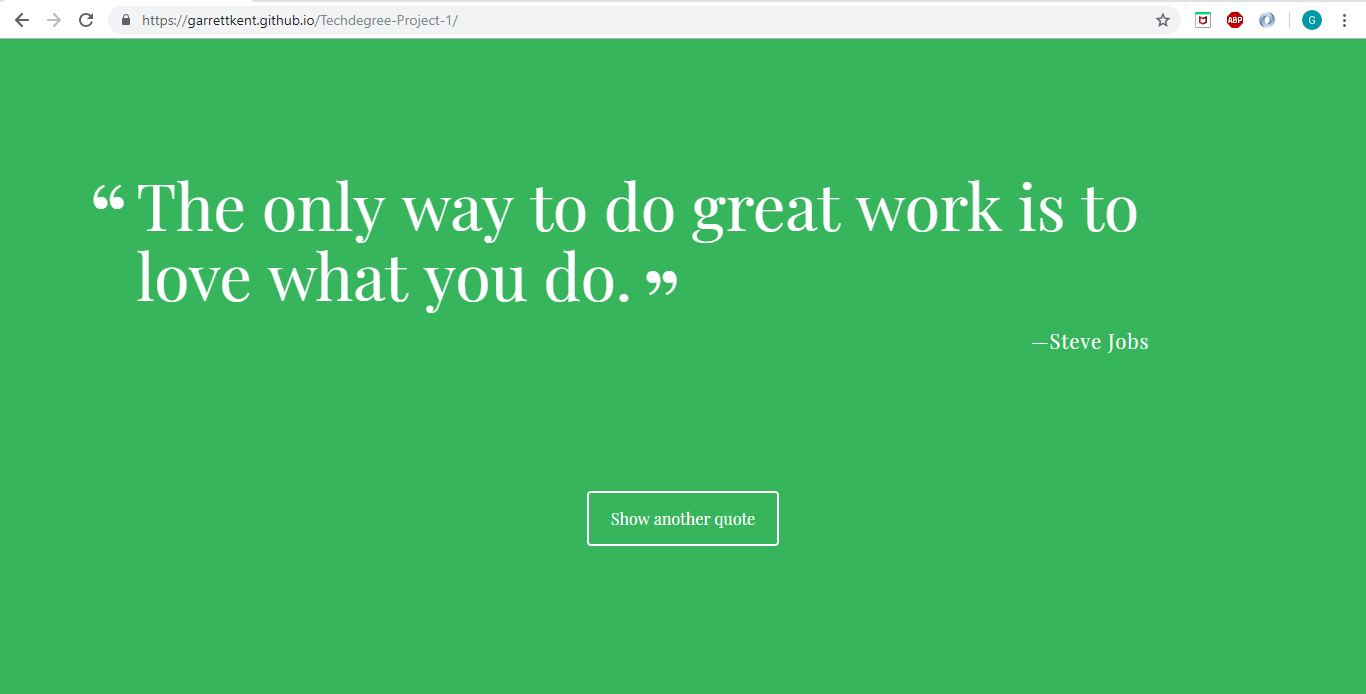 https://garrettkent.github.io/Techdegree-Project-1/
ABP
G
“ The only way to do great work is to
love what you do. ”
—Steve Jobs
Show another quote